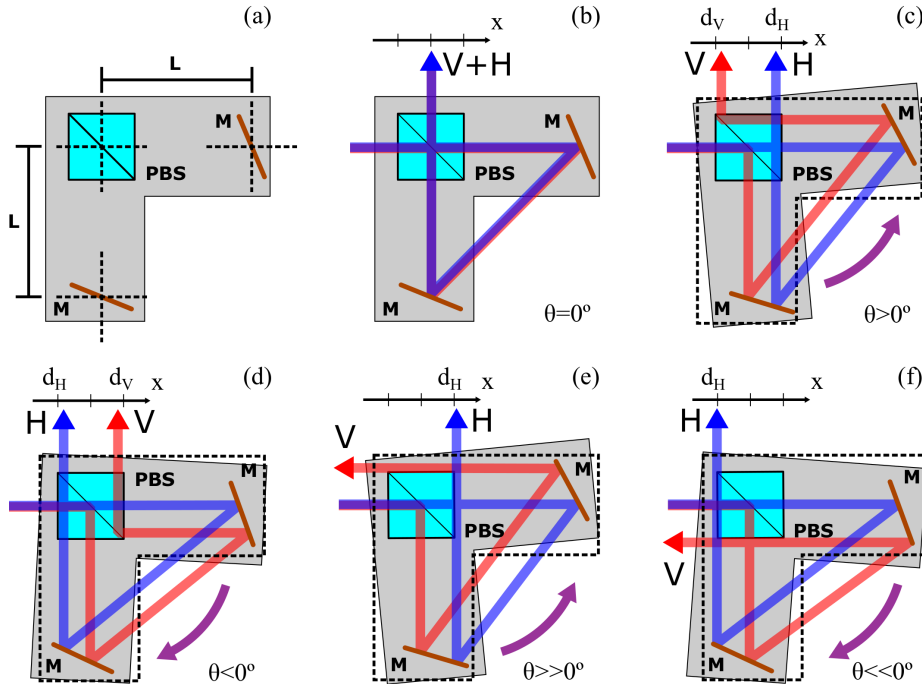 (a)
L
M
PBS
L
M
(b)
x
V+H
M
PBS
M
θ=0º
(c)
d_V
d_H
x
V
H
M
PBS
M
θ>0º
(d)
d_H
d_V
x
H
V
PBS
M
M
θ<0º
(e)
d_H
x
H
V
M
PBS
M
θ>>0º
(f)
d_H
x
H
M
PBS
V
M
θ<<0º